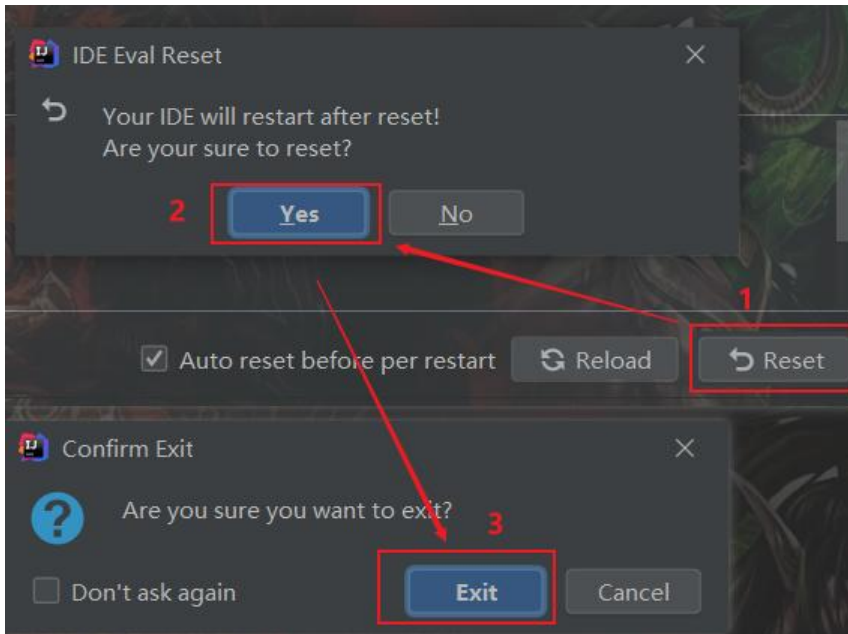 IDE Eval Reset
Your IDE will restart after reset!
Are your sure to reset?
2
Yes
No
1
Auto reset before per restart
Reload
Reset
Confirm Exit
Are you sure you want to exit?
3
Don't ask again
Exit
Cancel